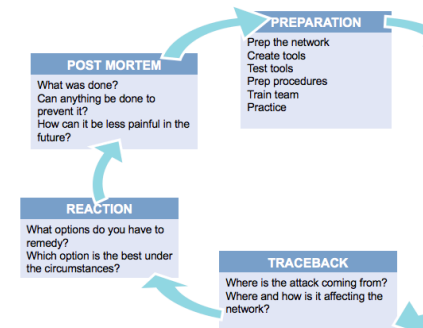 PREPARATION
Prep the network
Create tools
Test tools
Prep procedures
Train team
Practice
POST MORTEM
What was done?
Can anything be done to
prevent it?
How can it be less painful in the
future?
REACTION
What options do you have to
remedy?
Which option is the best under
the circumstances?
TRACEBACK
Where is the attack coming from?
Where and how is it affecting the
network?